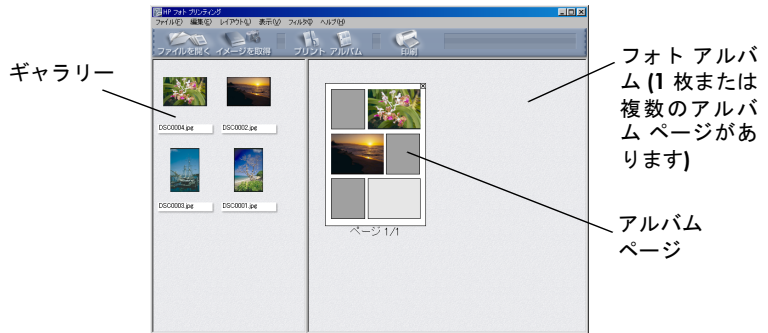 HP フォト プリンティング
ファイル(F) 編集(E) レイアウト(L) 表示(V) フィルタ(I) ヘルプ(H)
ファイルを開く イメージを取得 プリント アルバム 印刷
ギャラリー
DSC0004.jpg DSC0002.jpg
DSC0003.jpg DSC0001.jpg
ページ 1/1
フォト アルバ
ム (1 枚または
複数のアルバ
ム ページがあ
ります)
アルバム
ページ